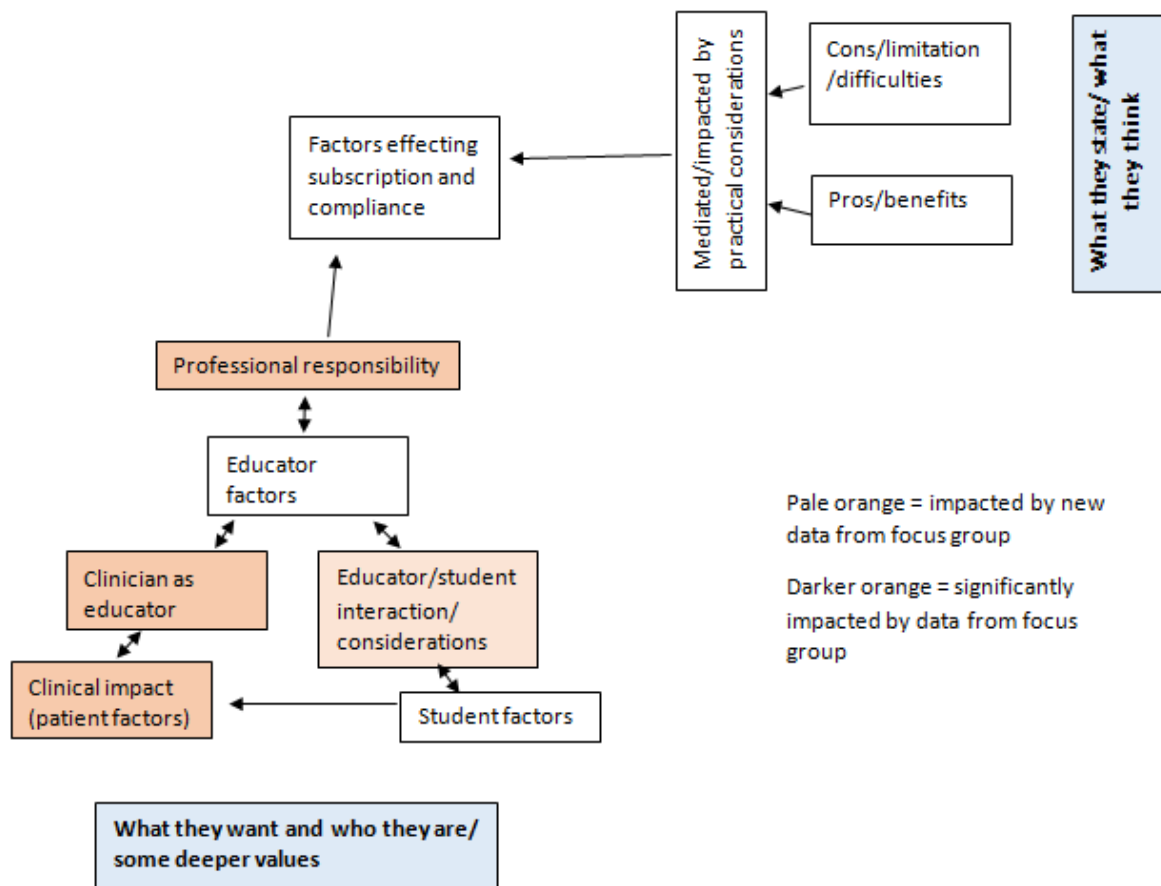 Cons/limitation
/difficulties
What they state/ what
they think
Mediated/impacted by
practical considerations
Factors effecting
subscription and
compliance
Pros/benefits
Professional responsibility
Educator
factors
Pale orange = impacted by new
data from focus group
Clinician as
educator
Educator/student
interaction/
considerations
Darker orange = significantly
impacted by data from focus
group
Clinical impact
(patient factors)
Student factors
What they want and who they are/
some deeper values